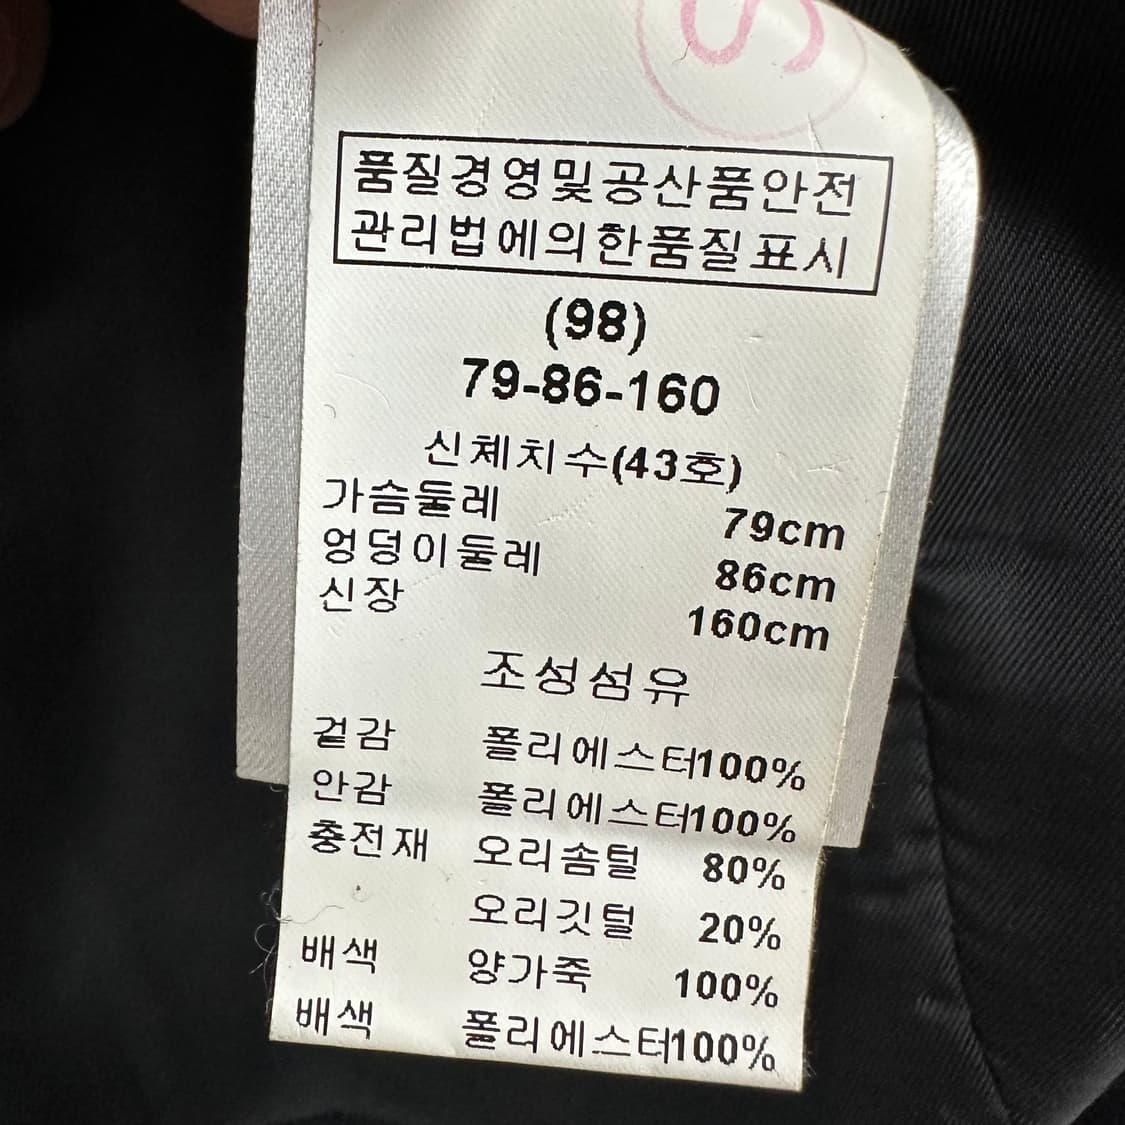 S
품질경영및공산품안전
관리법에의한품질표시
(98)
79-86-160
신체치수(43호)
가슴둘레 79cm
엉덩이둘레 86cm
신장 160cm
조성섬유
겉감 폴리에스터100%
안감 폴리에스터100%
충전재 오리솜털 80%
오리깃털 20%
배색 양가죽 100%
배색 폴리에스터100%